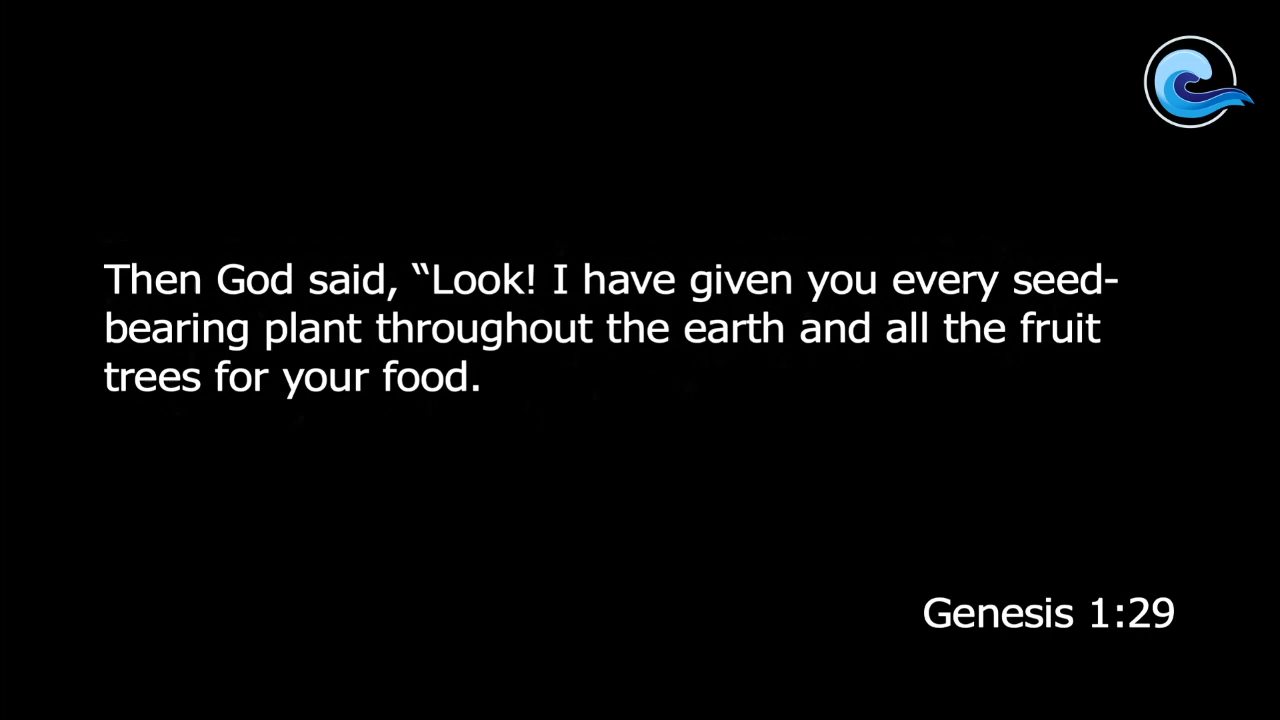 Then God said, “Look! I have given you every seed-
bearing plant throughout the earth and all the fruit
trees for your food.
Genesis 1:29